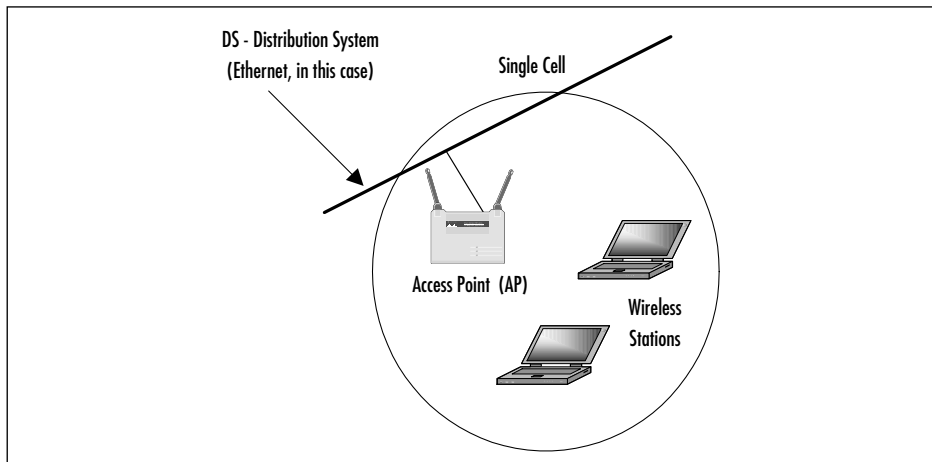 DS - Distribution System
(Ethernet, in this case)
Single Cell
Access Point (AP)
Wireless
Stations